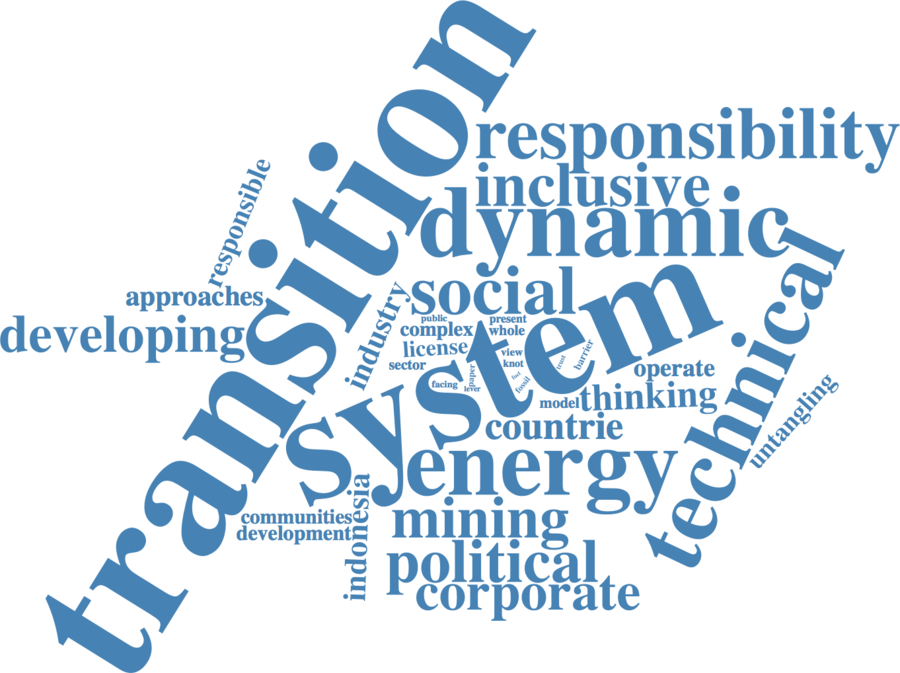 transition
responsibility
inclusive
dynamic
responsible
approaches
developing
social
system
technical
industry
public
present
complex
whole
license
view
sector
knot
paper
facing
lever
fuel
fossil
trust
barrier
operate
model
thinking
untangling
countrie
energy
communities
development
indonesia
mining
political
corporate